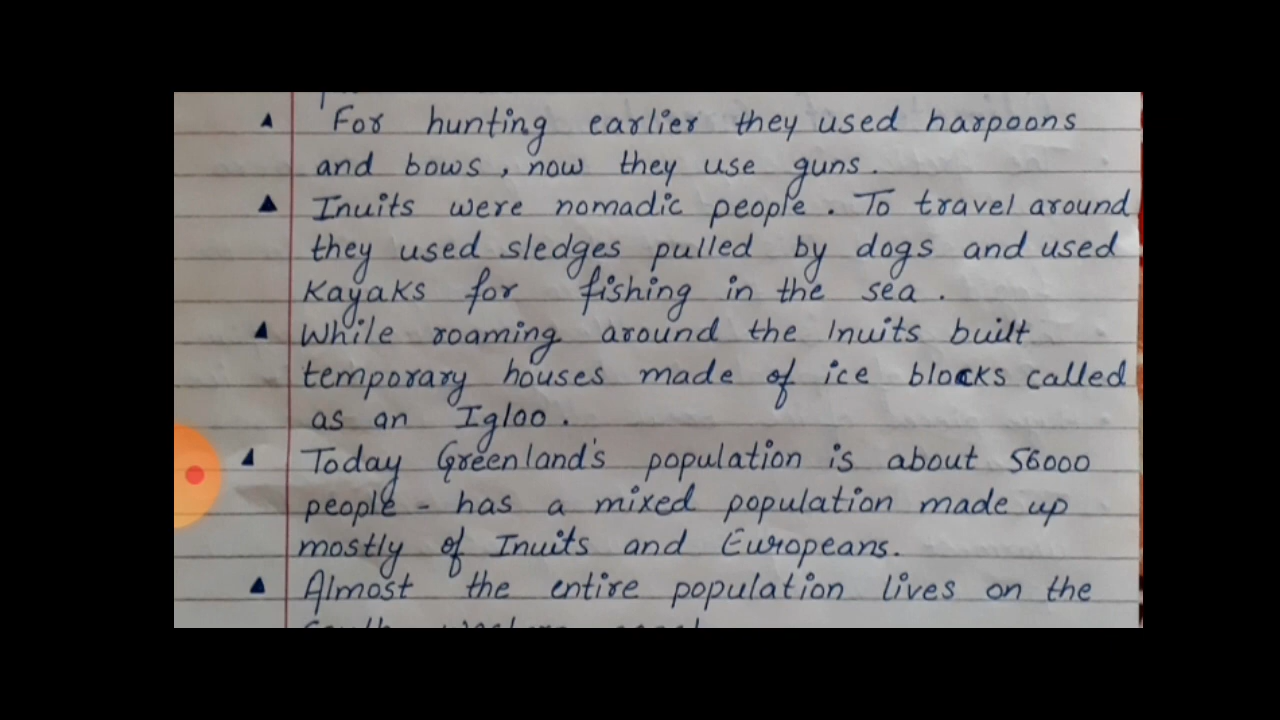 For hunting earlier they used harpoons
and bows, now they use guns.
Inuits were nomadic people. To travel around
they used sledges pulled by dogs and used
Kayaks for fishing in the sea.
While roaming around the Inuits built
temporary houses made of ice blocks called
as an Igloo.
Today Greenland's population is about 56000
people - has a mixed population made up
mostly of Inuits and Europeans.
Almost the entire population lives on the